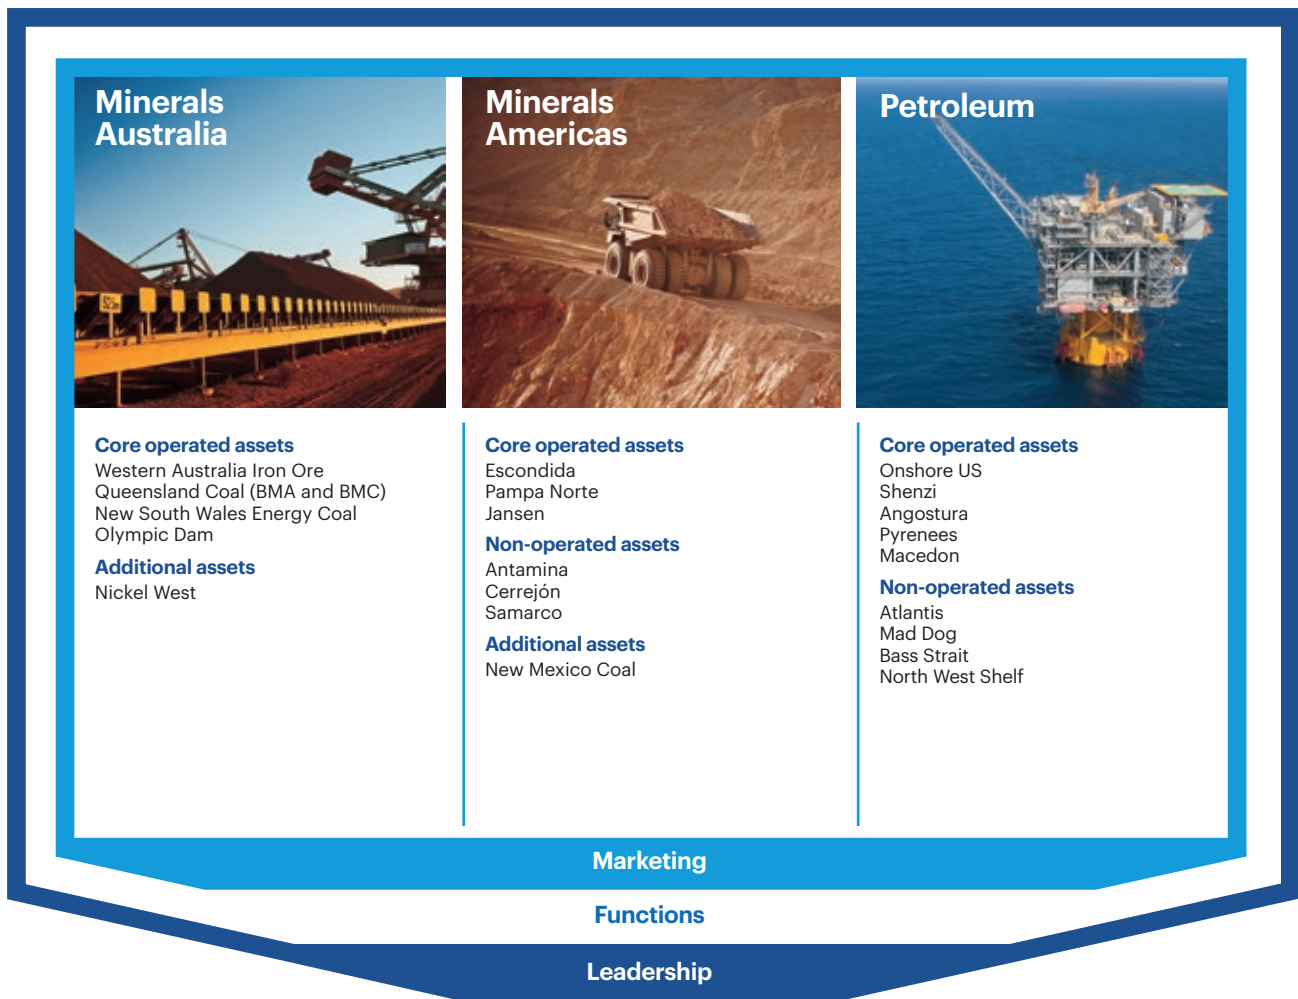 Minerals
Australia
Minerals
Americas
Petroleum
Core operated assets
Western Australia Iron Ore
Queensland Coal (BMA and BMC)
New South Wales Energy Coal
Olympic Dam
Additional assets
Nickel West
Core operated assets
Escondida
Pampa Norte
Jansen
Non-operated assets
Antamina
Cerrejón
Samarco
Additional assets
New Mexico Coal
Core operated assets
Onshore US
Shenzi
Angostura
Pyrenees
Macedon
Non-operated assets
Atlantis
Mad Dog
Bass Strait
North West Shelf
Marketing
Functions
Leadership